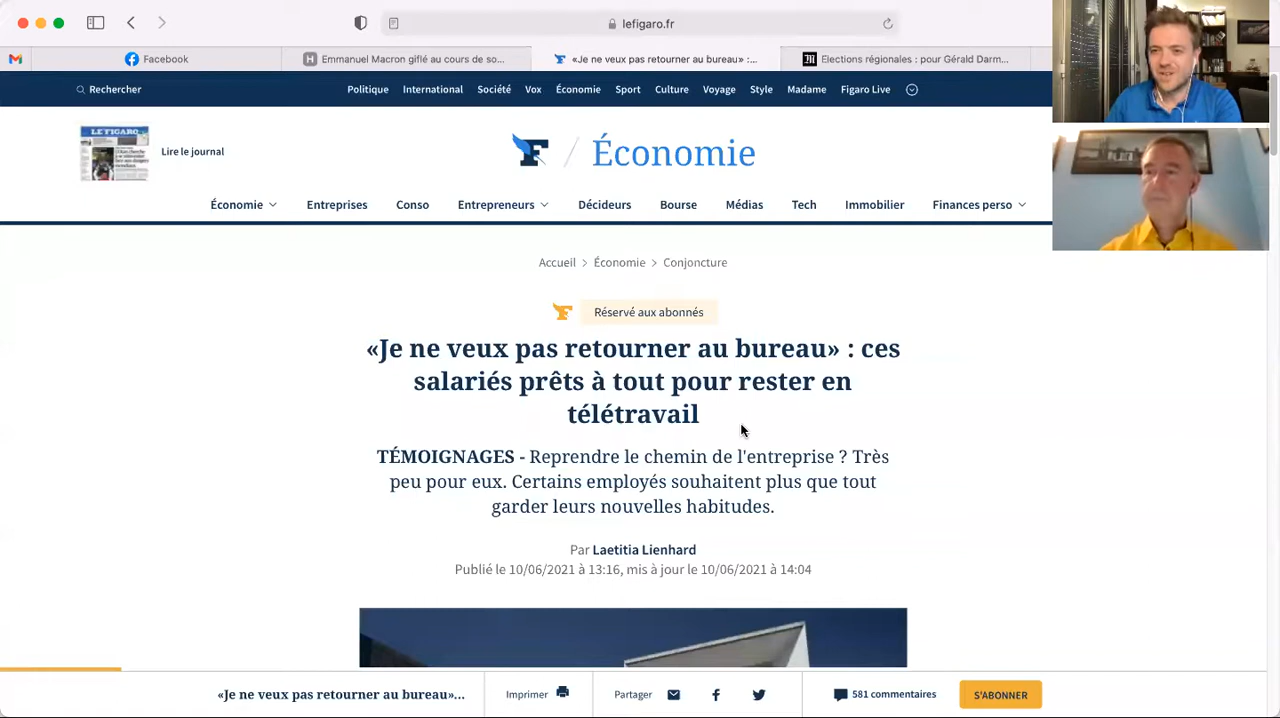 lefigaro.fr
Facebook
Emmanuel Macron giflé au cours de so...
«Je ne veux pas retourner au bureau» :...
Elections régionales : pour Gérald Darm...
Rechercher
Politique International Société Vox Économie Sport Culture Voyage Style Madame Figaro Live
LE FIGARO
Lire le journal
F / Économie
Économie Entreprises Conso Entrepreneurs Décideurs Bourse Médias Tech Immobilier Finances perso
Accueil > Économie > Conjoncture
Réservé aux abonnés
«Je ne veux pas retourner au bureau» : ces
salariés prêts à tout pour rester en
télétravail
TÉMOIGNAGES - Reprendre le chemin de l'entreprise ? Très
peu pour eux. Certains employés souhaitent plus que tout
garder leurs nouvelles habitudes.
Par Laetitia Lienhard
Publié le 10/06/2021 à 13:16, mis à jour le 10/06/2021 à 14:04
«Je ne veux pas retourner au bureau»...
Imprimer
Partager
581 commentaires
S'ABONNER